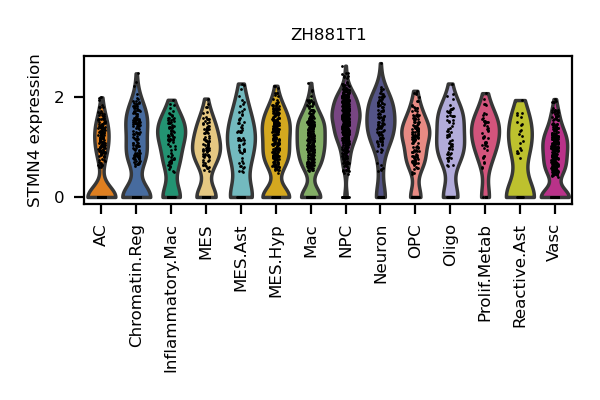 ZH881T1
STMN4 expression
2
0
AC
Chromatin.Reg
Inflammatory.Mac
MES
MES.Ast
MES.Hyp
Mac
NPC
Neuron
OPC
Oligo
Prolif.Metab
Reactive.Ast
Vasc